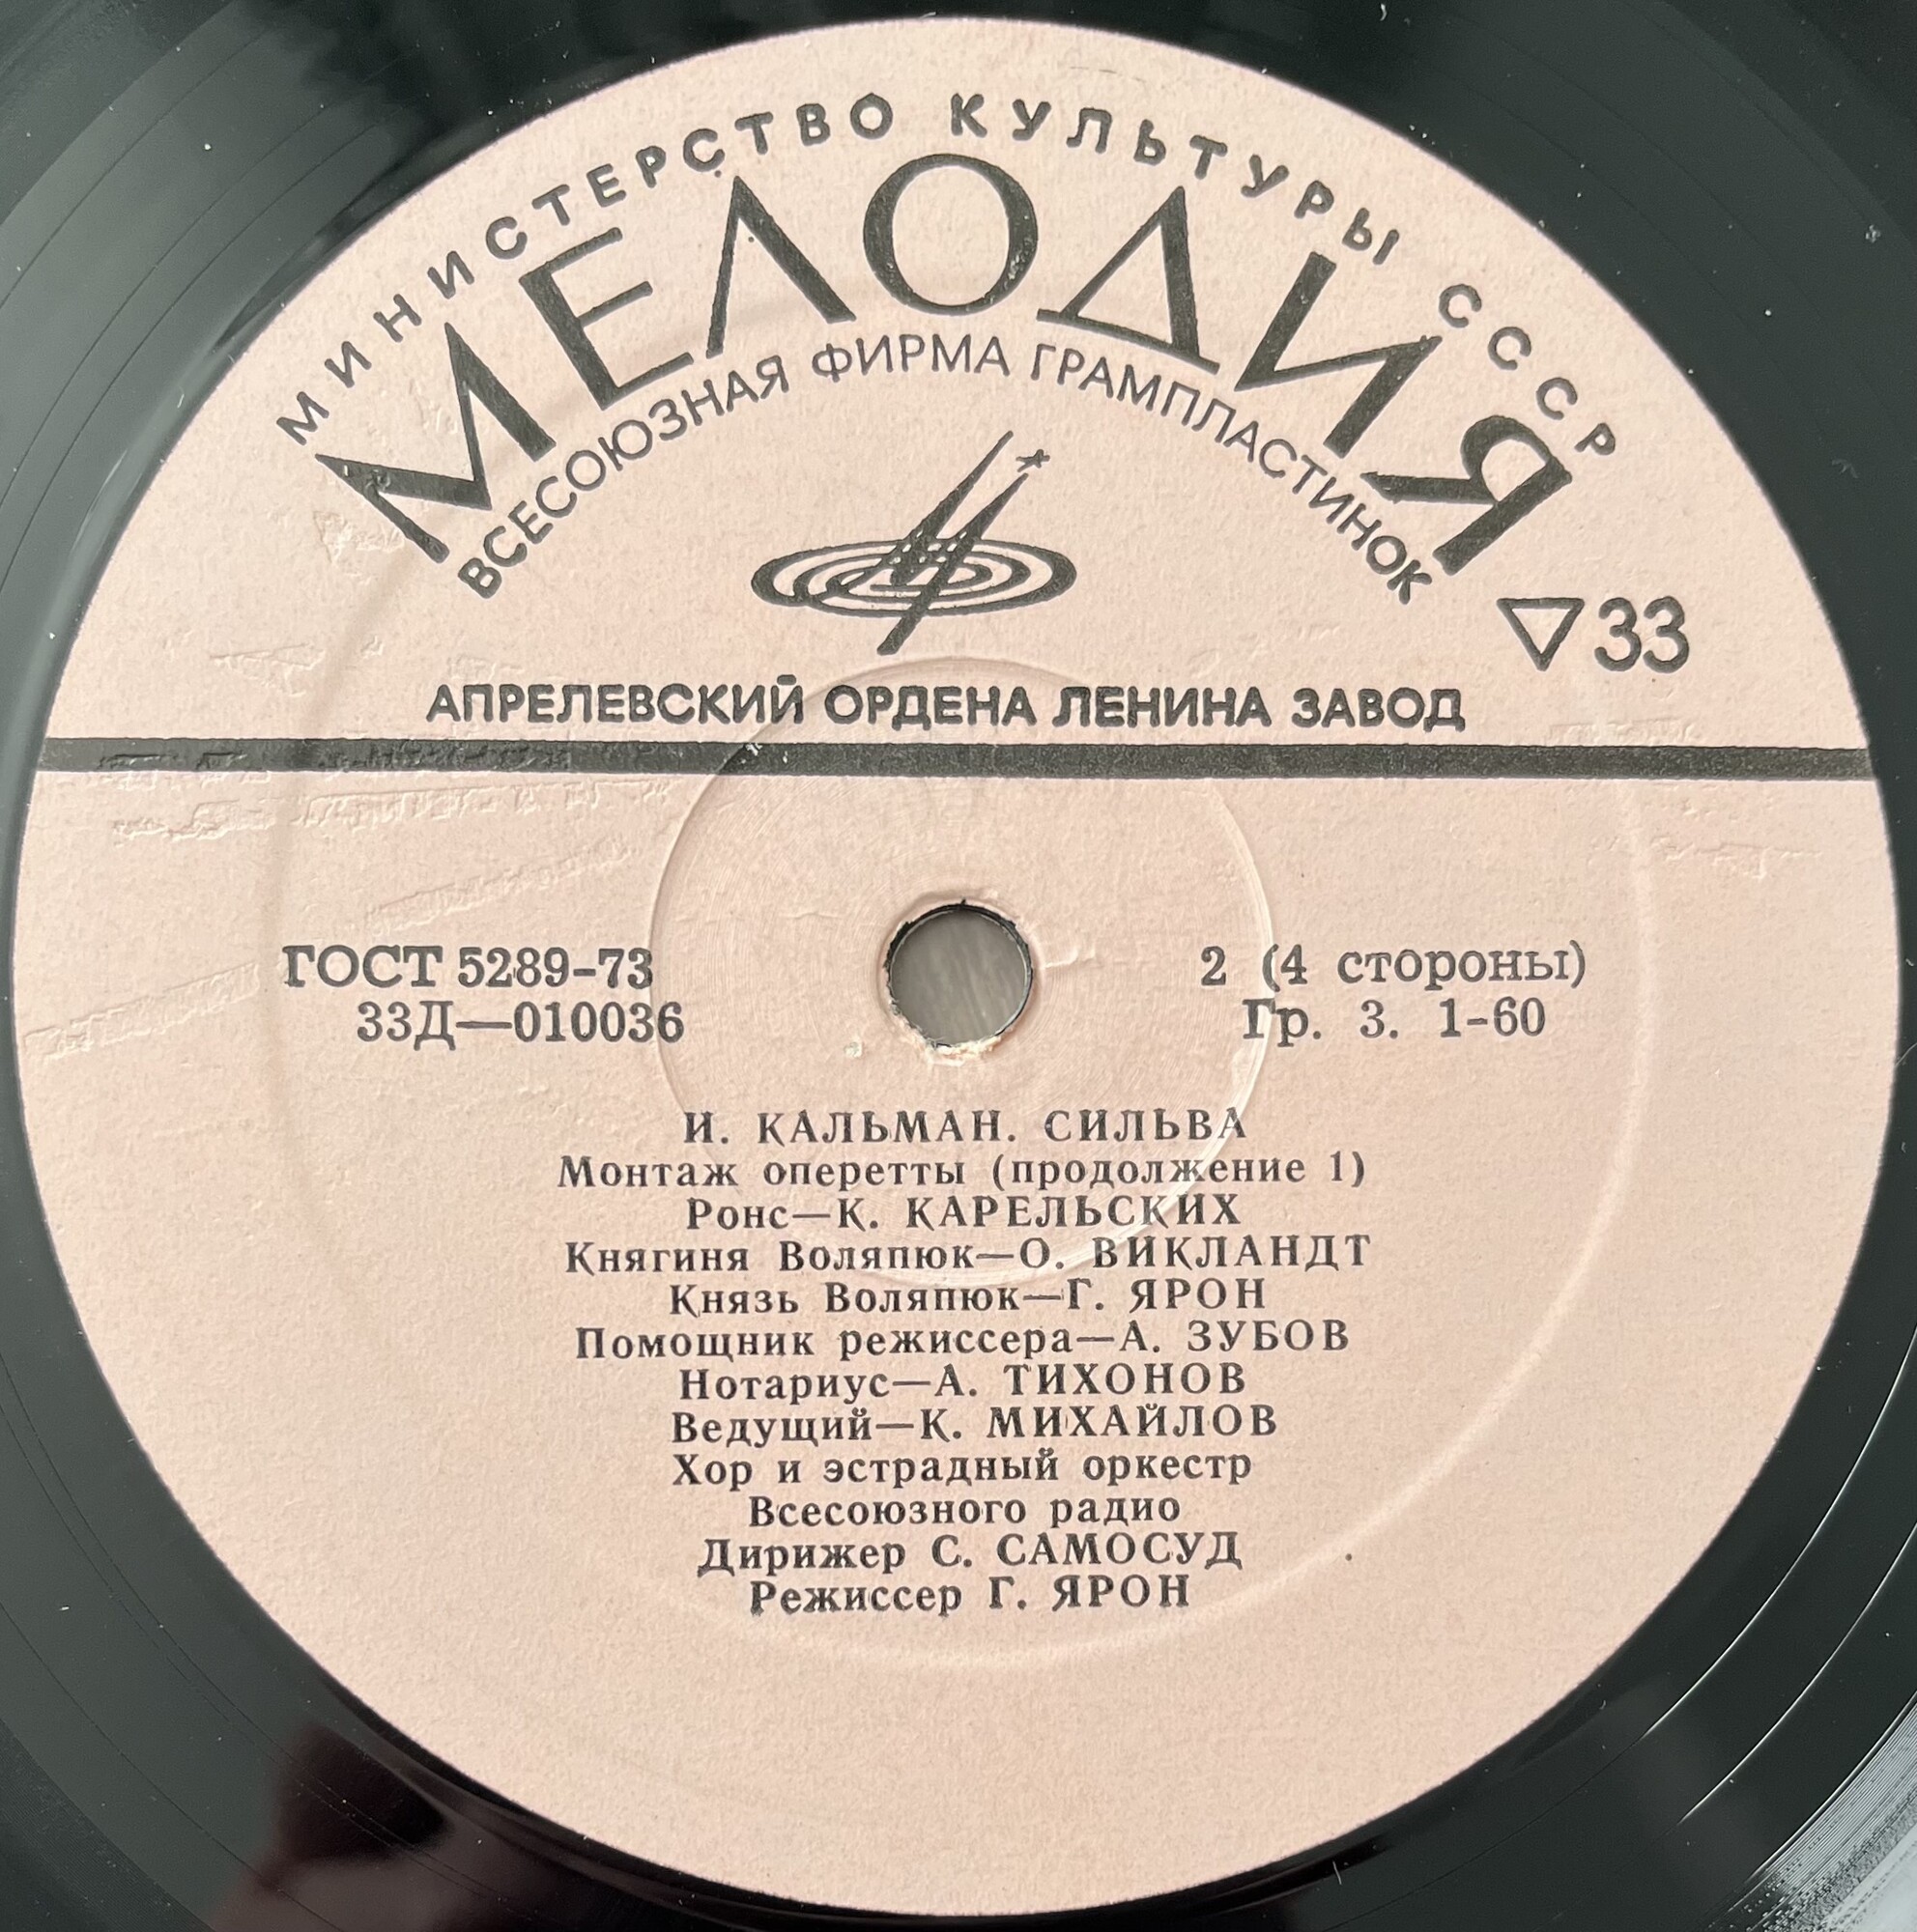 МИНИСТЕРСТВО КУЛЬТУРЫ СССР
МЕЛОДИЯ
ВСЕСОЮЗНАЯ ФИРМА ГРАМПЛАСТИНОК
▽33
АПРЕЛЕВСКИЙ ОРДЕНА ЛЕНИНА ЗАВОД
ГОСТ 5289-73
2 (4 стороны)
33Д—010036
Гр. 3. 1-60
И. КАЛЬМАН. СИЛЬВА
Монтаж оперетты (продолжение 1)
Ронс—К. КАРЕЛЬСКИХ
Княгиня Воляпюк—О. ВИКЛАНДТ
Князь Воляпюк—Г. ЯРОН
Помощник режиссера—А. ЗУБОВ
Нотариус—А. ТИХОНОВ
Ведущий—К. МИХАЙЛОВ
Хор и эстрадный оркестр
Всесоюзного радио
Дирижер С. САМОСУД
Режиссер Г. ЯРОН